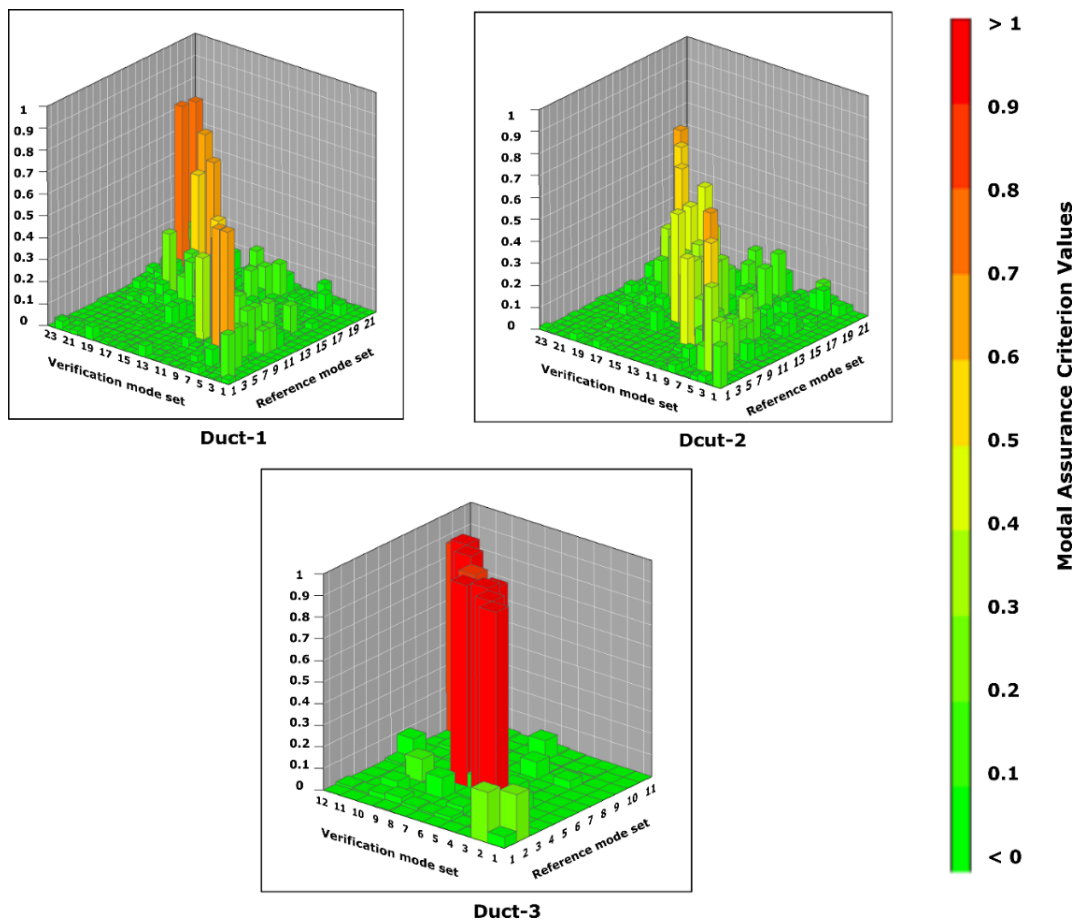 1
0.9
0.8
0.7
0.6
0.5
0.4
0.3
0.2
0.1
0
23 21 19 17 15 13 11 9 7 5 3 1
Verification mode set
1 3 5 7 9 11 13 15 17 19 21
Reference mode set
Duct-1
1
0.9
0.8
0.7
0.6
0.5
0.4
0.3
0.2
0.1
0
23 21 19 17 15 13 11 9 7 5 3 1
Verification mode set
1 3 5 7 9 11 13 15 17 19 21
Reference mode set
Dcut-2
1
0.9
0.8
0.7
0.6
0.5
0.4
0.3
0.2
0.1
0
12 11 10 9 8 7 6 5 4 3 2 1
Verification mode set
1 2 3 4 5 6 7 8 9 10 11
Reference mode set
Duct-3
> 1
0.9
0.8
0.7
0.6
0.5
0.4
0.3
0.2
0.1
< 0
Modal Assurance Criterion Values